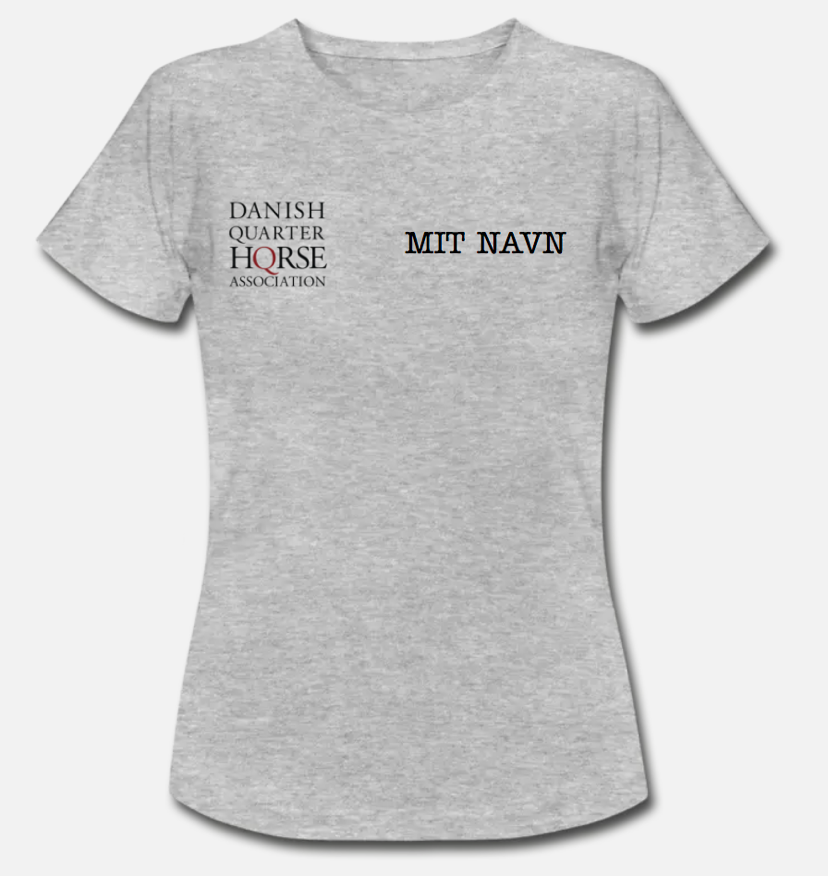 DANISH
QUARTER
HQRSE
ASSOCIATION
MIT NAVN